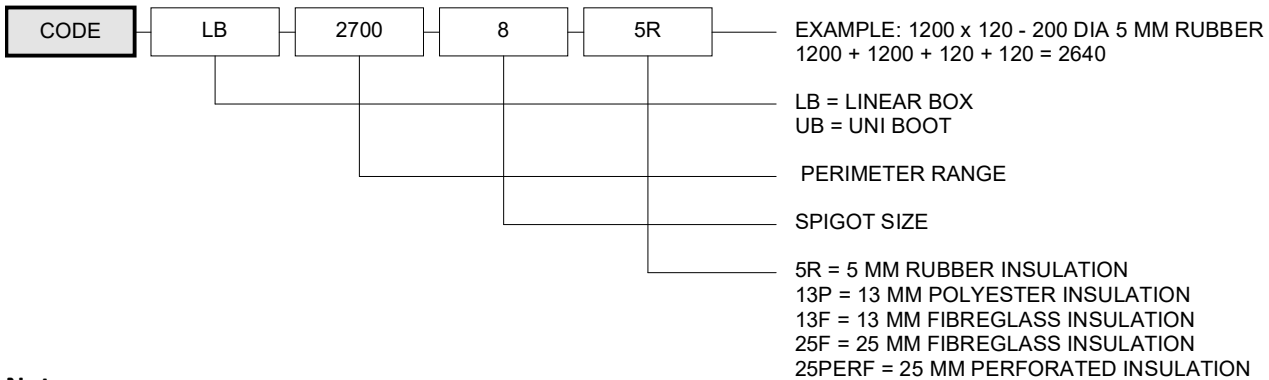 CODE LB 2700 8 5R EXAMPLE: 1200 x 120 - 200 DIA 5 MM RUBBER
1200 + 1200 + 120 + 120 = 2640
LB = LINEAR BOX
UB = UNI BOOT
PERIMETER RANGE
SPIGOT SIZE
5R = 5 MM RUBBER INSULATION
13P = 13 MM POLYESTER INSULATION
13F = 13 MM FIBREGLASS INSULATION
25F = 25 MM FIBREGLASS INSULATION
25PERF = 25 MM PERFORATED INSULATION